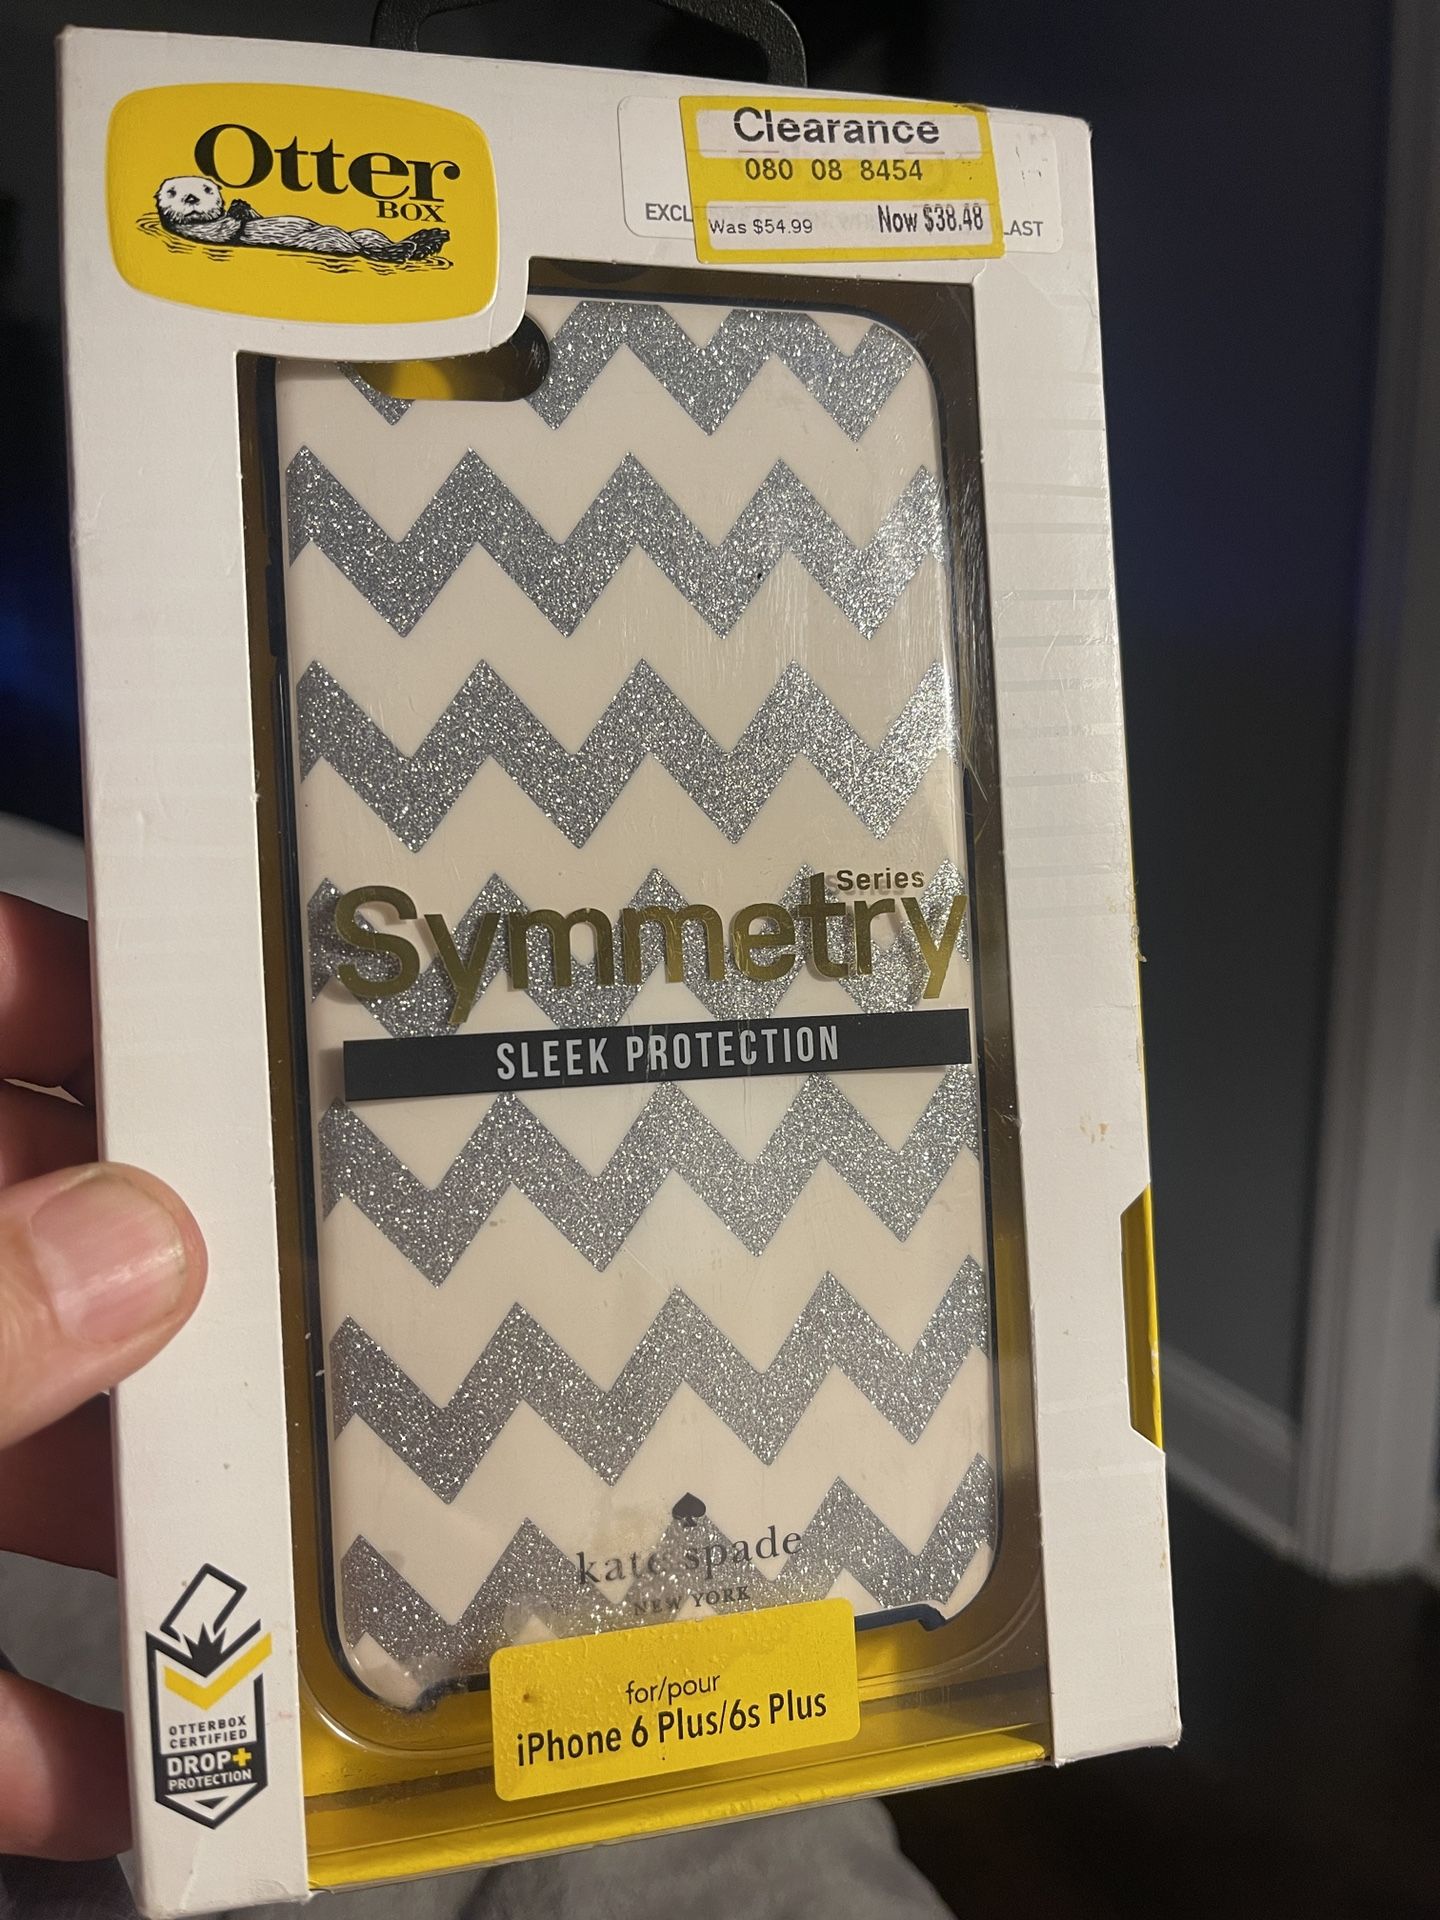 Otter
BOX
Clearance
080 08 8454
EXCL
Was $54.99 Now $38.48
LAST
Series
Symmetry
SLEEK PROTECTION
kate spade
NEW YORK
for/pour
iPhone 6 Plus/6s Plus
OTTERBOX
CERTIFIED
DROP+
PROTECTION